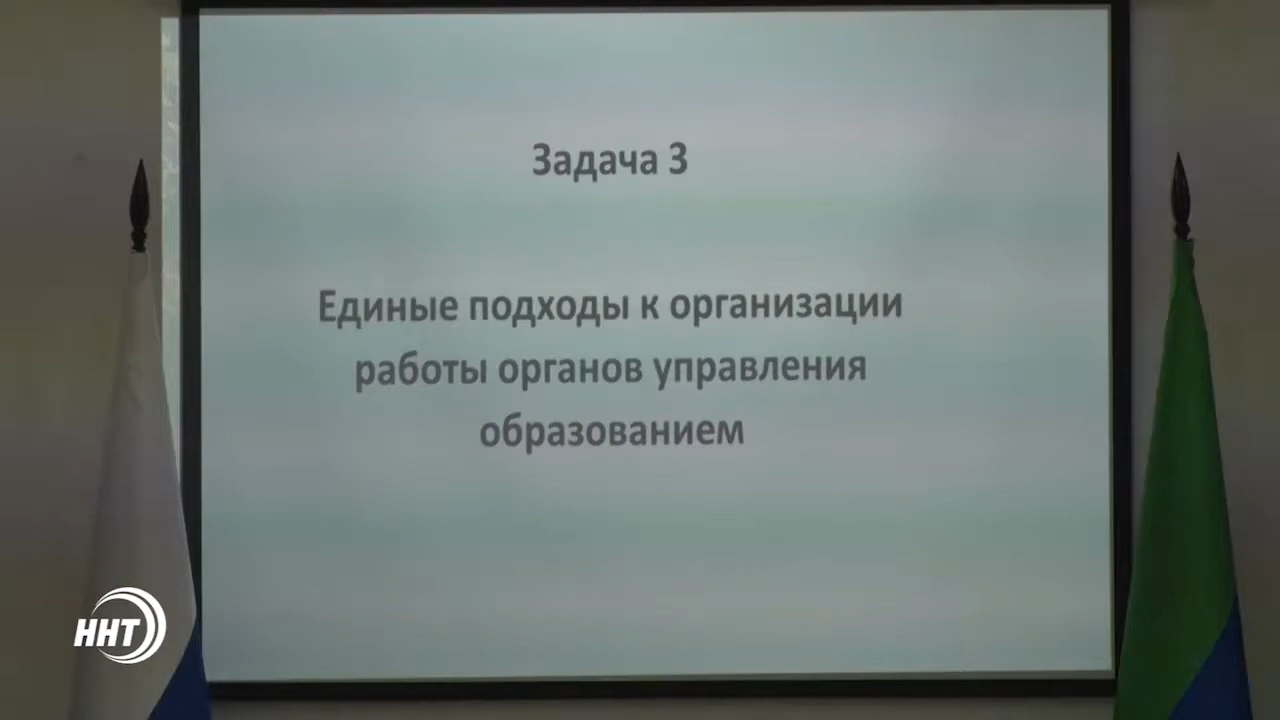 Задача 3
Единые подходы к организации
работы органов управления
образованием
ННТ